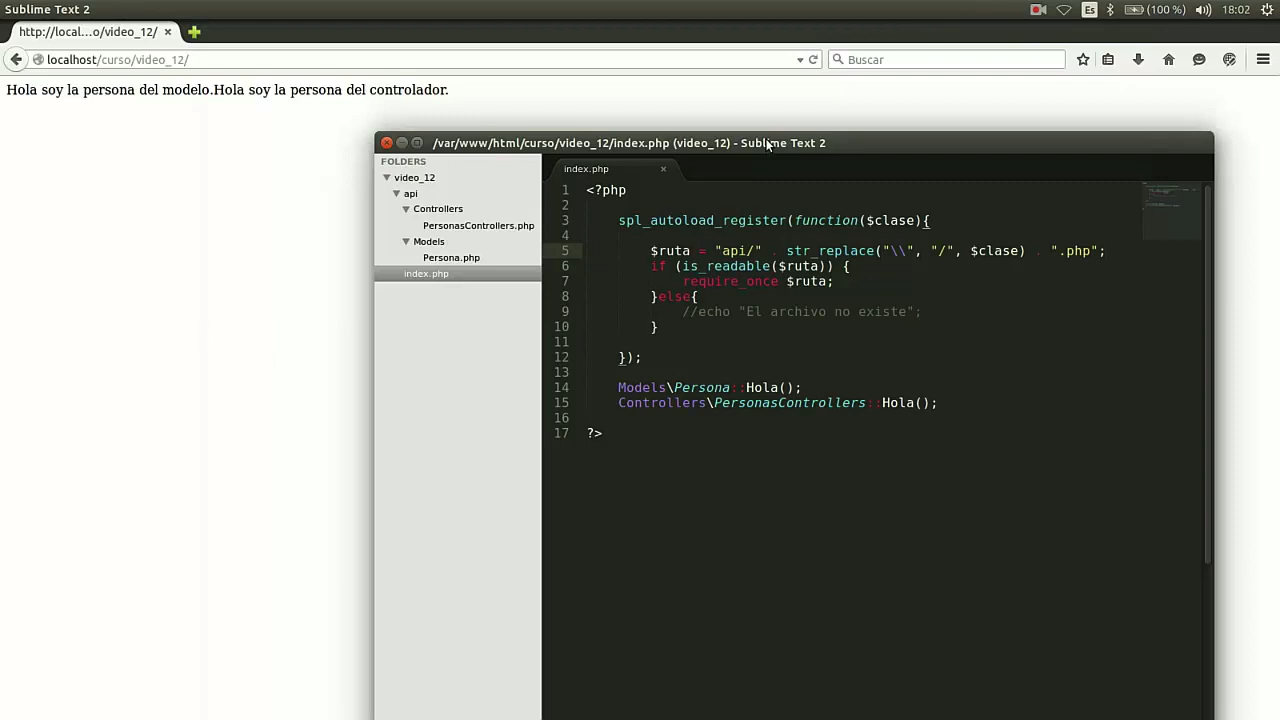 Sublime Text 2
Es
(100 %)
18:02
http://local...o/video_12/ ×
localhost/curso/video_12/
Buscar
Hola soy la persona del modelo.Hola soy la persona del controlador.
/var/www/html/curso/video_12/index.php (video_12) - Sublime Text 2
FOLDERS
video_12
api
Controllers
PersonasControllers.php
Models
Persona.php
index.php
index.php ×
1 <?php
2
3 spl_autoload_register(function($clase){
4
5 $ruta = "api/" . str_replace("\\", "/", $clase) . ".php";
6 if (is_readable($ruta)) {
7 require_once $ruta;
8 }else{
9 //echo "El archivo no existe";
10 }
11
12 });
13
14 Models\Persona::Hola();
15 Controllers\PersonasControllers::Hola();
16
17 ?>